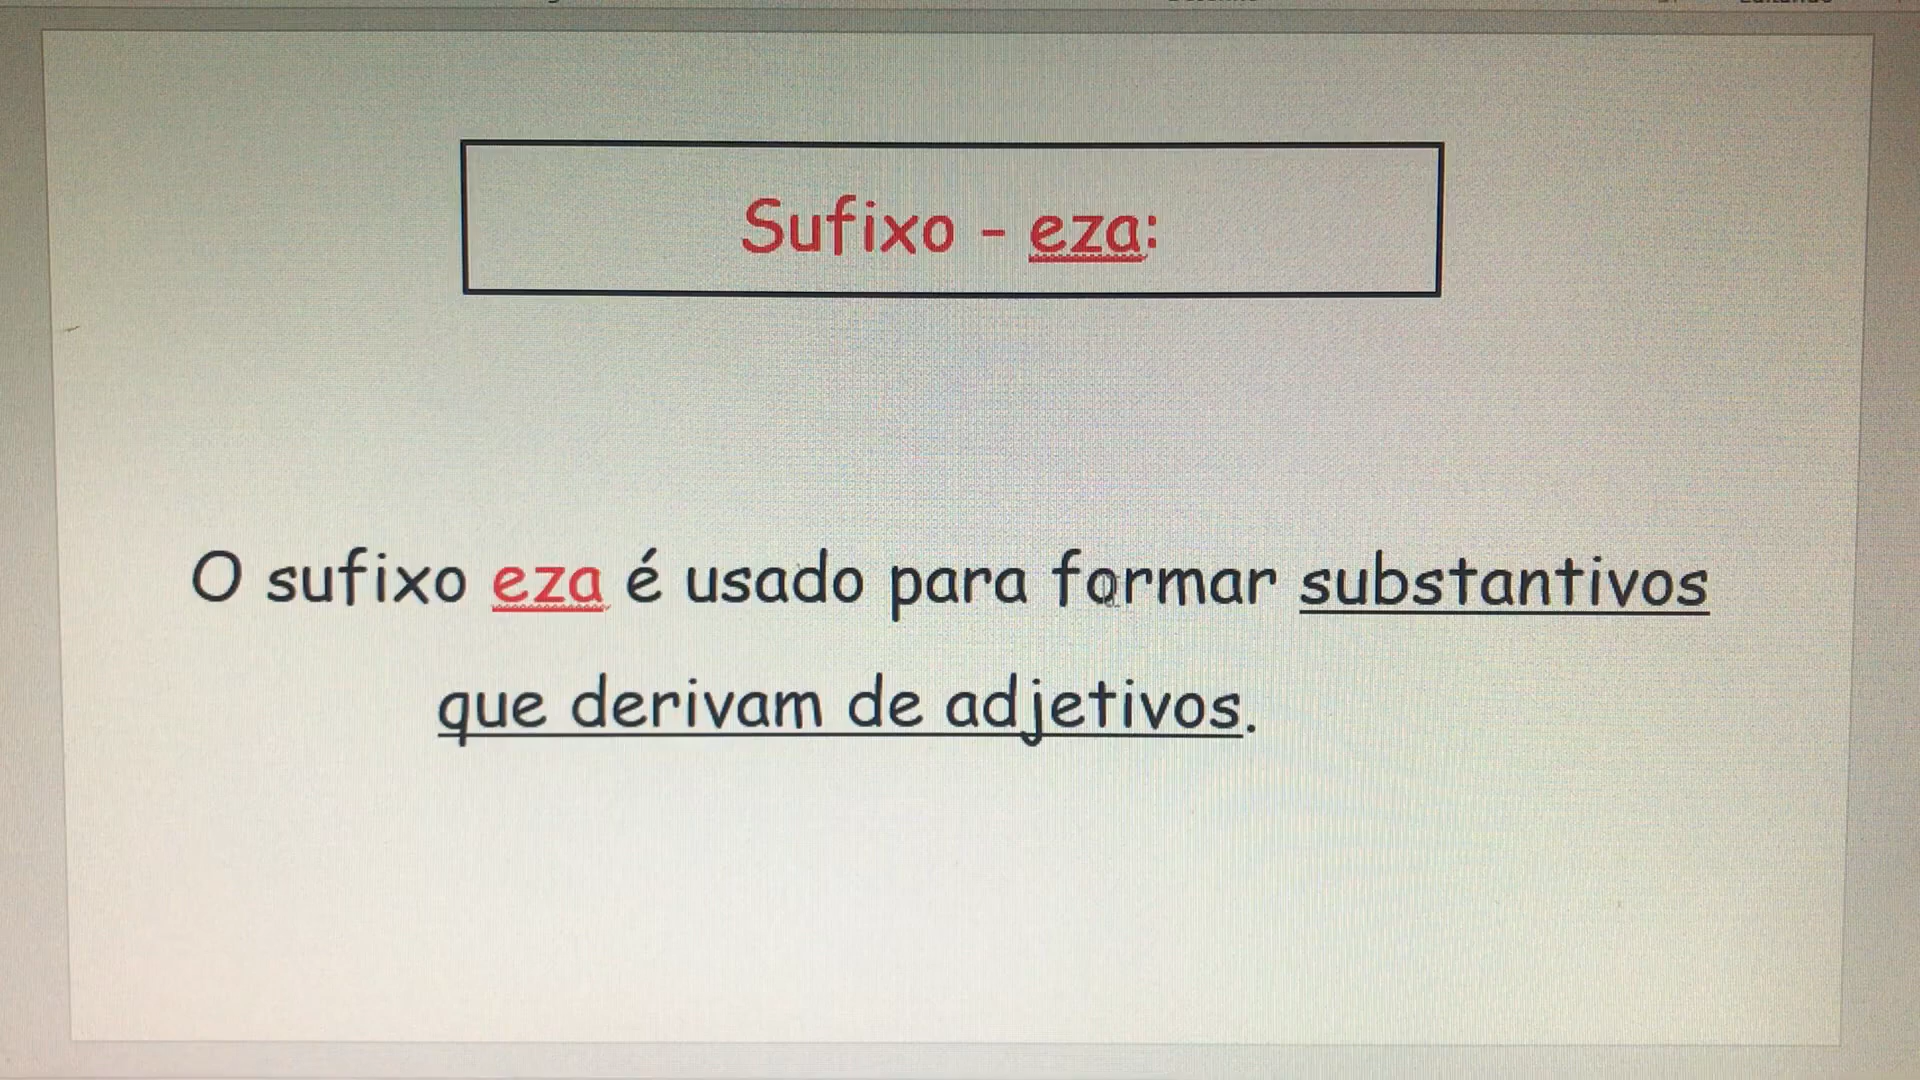 Sufixo - eza:
O sufixo eza é usado para formar substantivos
que derivam de adjetivos.